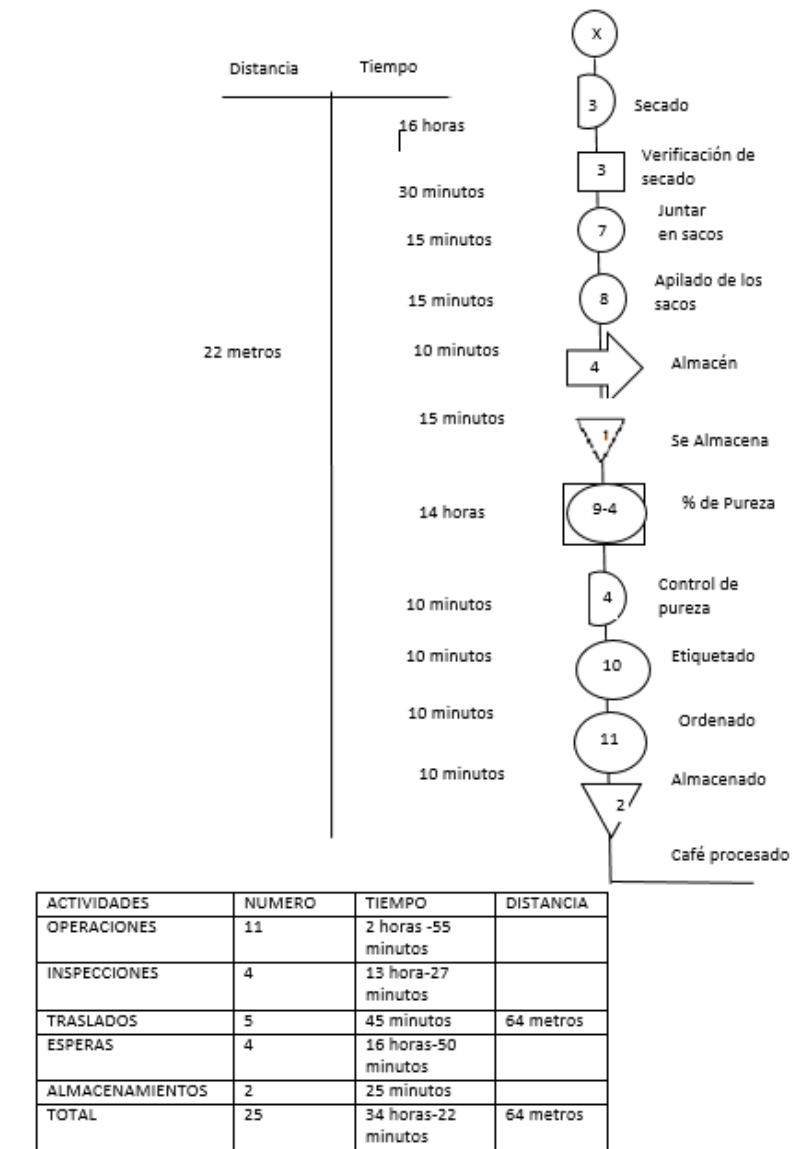 X
Distancia Tiempo
3 Secado
16 horas
3 Verificación de
secado
30 minutos
7 Juntar
en sacos
15 minutos
8 Apilado de los
sacos
15 minutos
22 metros 10 minutos 4 Almacén
15 minutos 1 Se Almacena
14 horas 9-4 % de Pureza
10 minutos 4 Control de
pureza
10 minutos 10 Etiquetado
10 minutos 11 Ordenado
10 minutos 2 Almacenado
Café procesado
ACTIVIDADES NUMERO TIEMPO DISTANCIA
OPERACIONES 11 2 horas -55
minutos
INSPECCIONES 4 13 hora-27
minutos
TRASLADOS 5 45 minutos 64 metros
ESPERAS 4 16 horas-50
minutos
ALMACENAMIENTOS 2 25 minutos
TOTAL 25 34 horas-22
minutos 64 metros